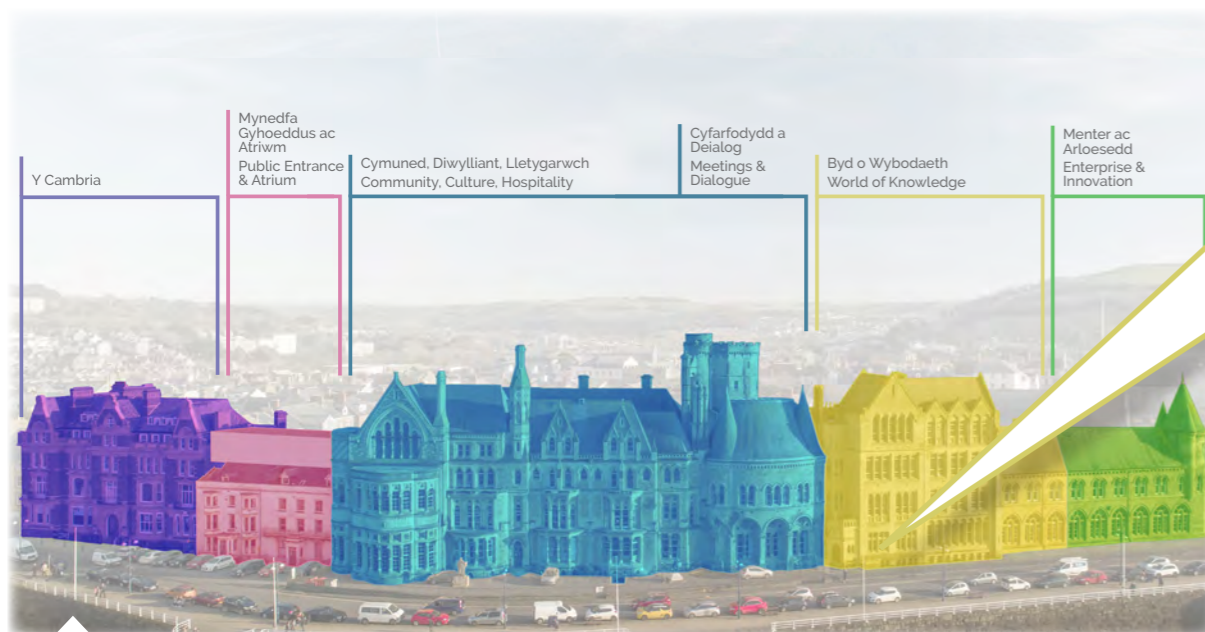 Y Cambria
Mynedfa
Gyhoeddus ac
Atriwm
Public Entrance
& Atrium
Cymuned, Diwylliant, Lletygarwch
Community, Culture, Hospitality
Cyfarfodydd a
Deialog
Meetings &
Dialogue
Byd o Wybodaeth
World of Knowledge
Menter ac
Arloesedd
Enterprise &
Innovation